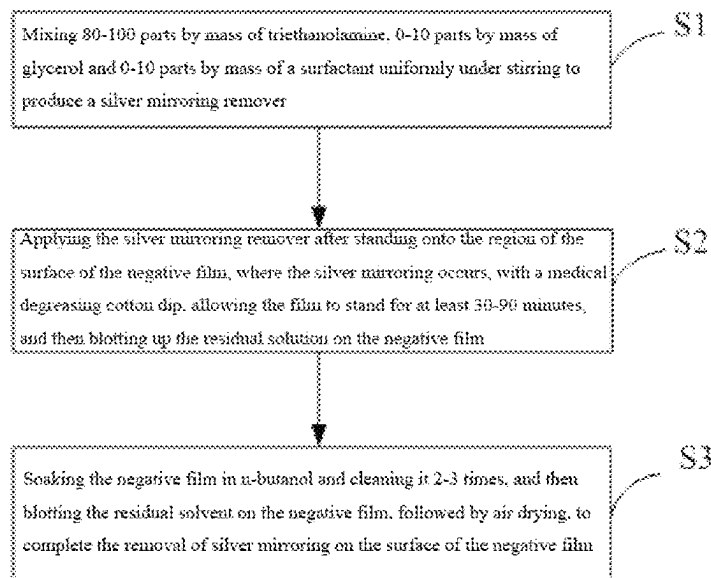 Mixing 80-100 parts by mass of triethanolamine, 0-10 parts by mass of
S1
glycerol and 0-10 parts by mass of a surfactant uniformly under stirring to
produce a silver mirroring remover
Applying the silver mirroring remover after standing onto the region of the
S2
surface of the negative film, where the silver mirroring occurs, with a medical
degreasing cotton dip, allowing the film to stand for at least 30-90 minutes,
and then blotting up the residual solution on the negative film
S3
Soaking the negative film in n-butanol and cleaning it 2-3 times, and then
blotting the residual solvent on the negative film, followed by air drying, to
complete the removal of silver mirroring on the surface of the negative film